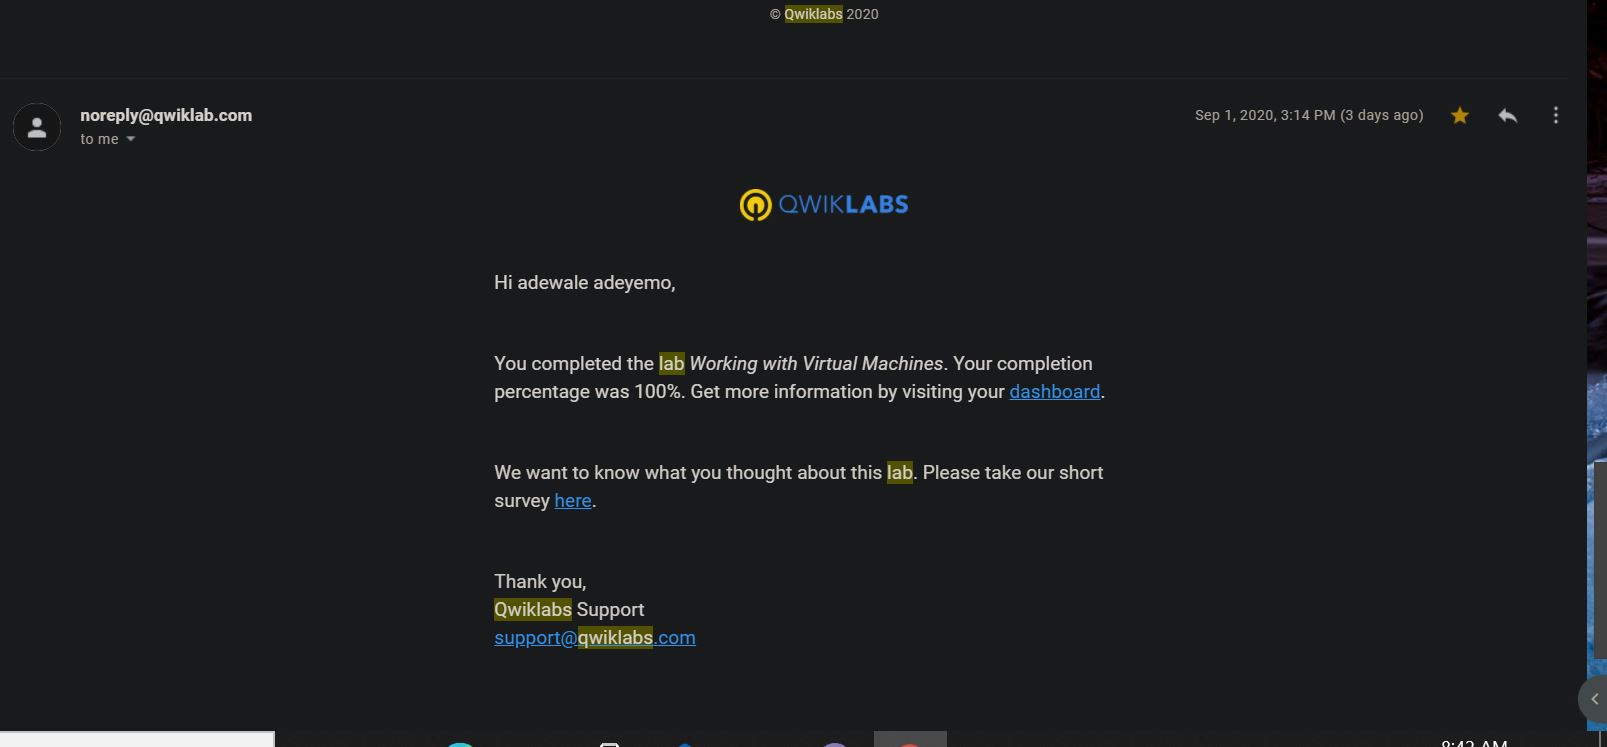 © Qwiklabs 2020
noreply@qwiklab.com
Sep 1, 2020, 3:14 PM (3 days ago)
to me
QWIKLABS
Hi adewale adeyemo,
You completed the lab Working with Virtual Machines. Your completion
percentage was 100%. Get more information by visiting your dashboard.
We want to know what you thought about this lab. Please take our short
survey here.
Thank you,
Qwiklabs Support
support@qwiklabs.com
8:42 AM